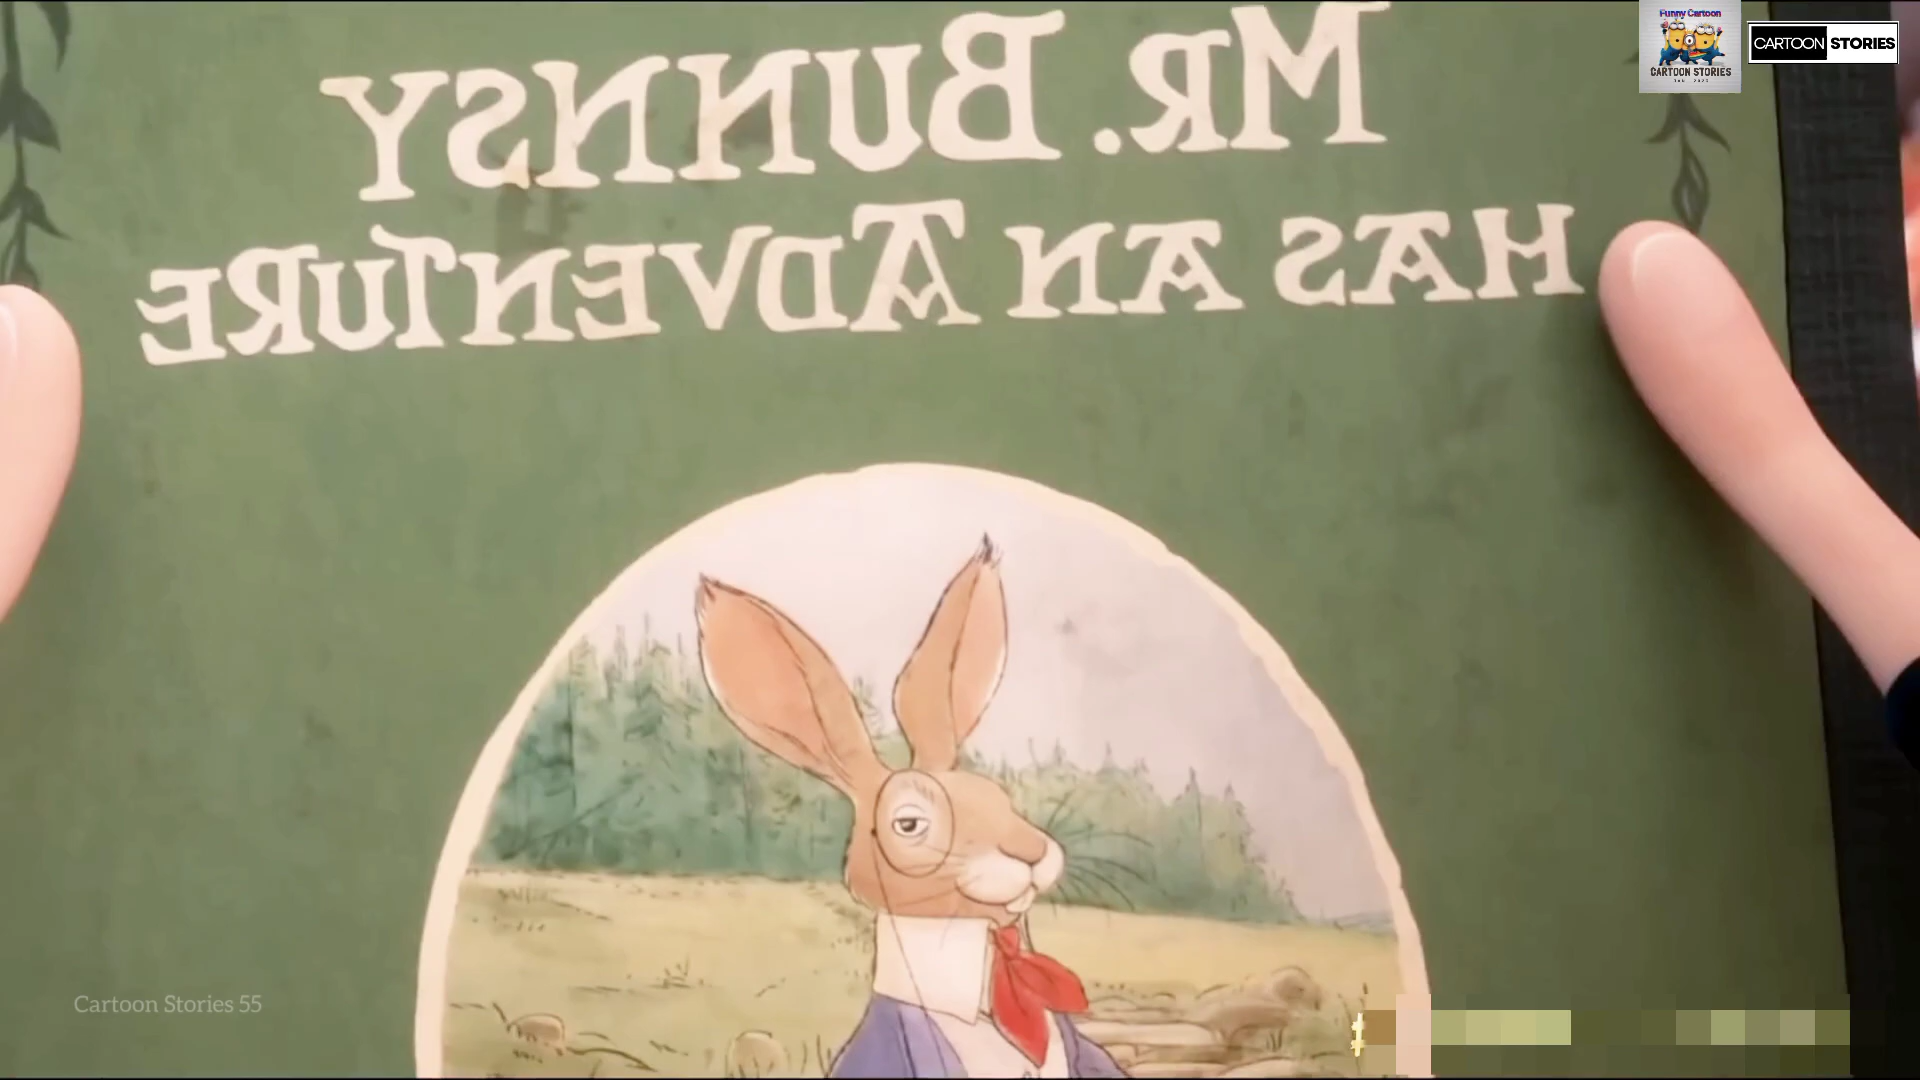 MR. BUNNSY
HAS AN ADVENTURE
Funny Cartoon
CARTOON STORIES
CARTOON STORIES
Cartoon Stories 55